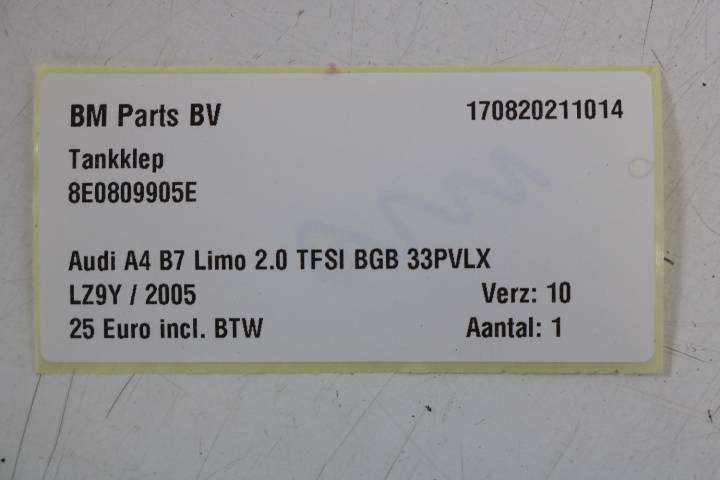 BM Parts BV 170820211014
Tankklep
8E0809905E
Audi A4 B7 Limo 2.0 TFSI BGB 33PVLX
LZ9Y / 2005 Verz: 10
25 Euro incl. BTW Aantal: 1